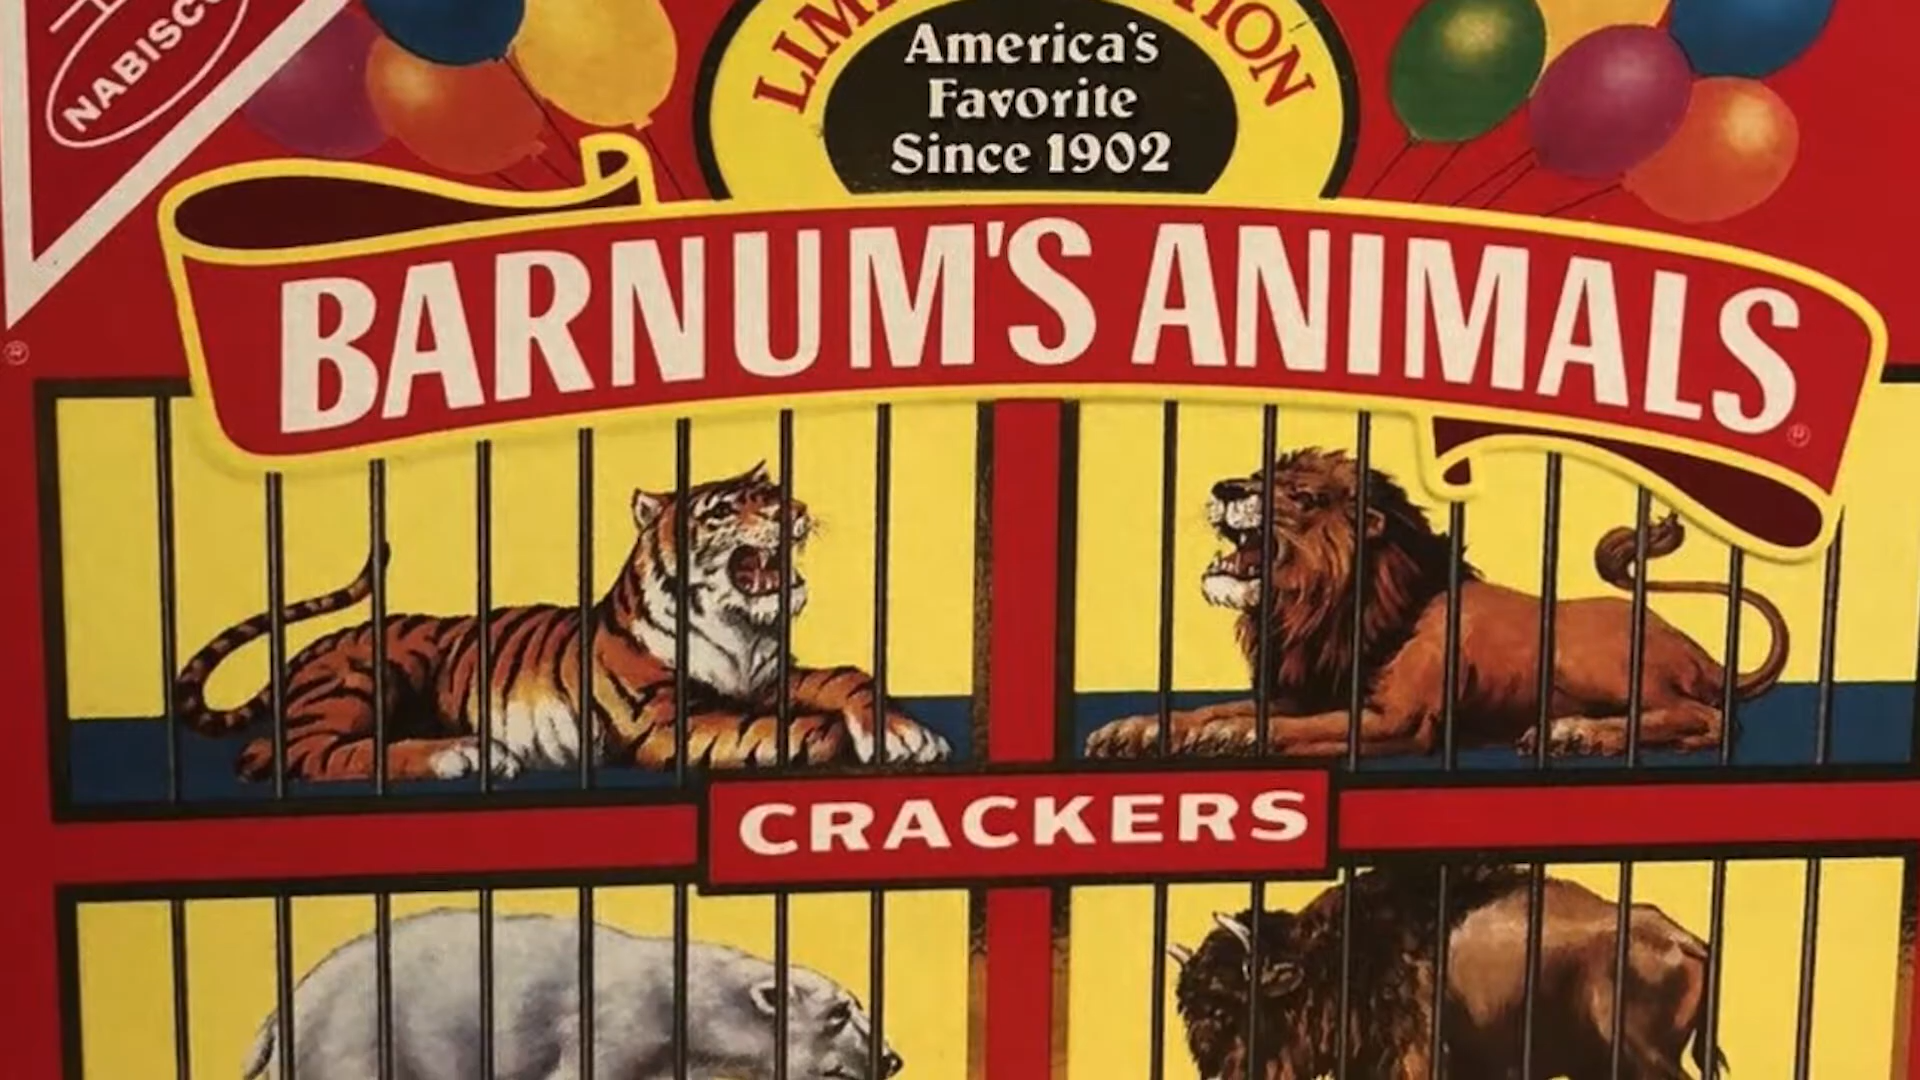 NABISCO
America's
Favorite
Since 1902
BARNUM'S ANIMALS
CRACKERS